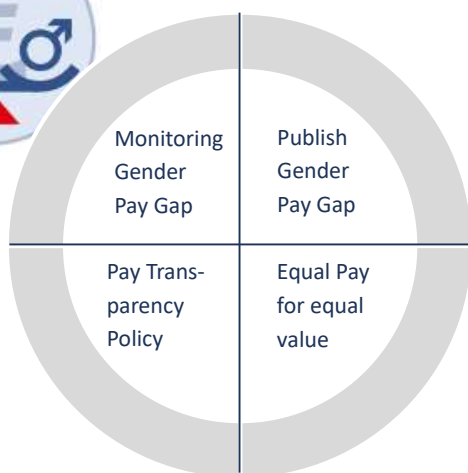 Monitoring
Gender
Pay Gap
Publish
Gender
Pay Gap
Pay Trans-
parency
Policy
Equal Pay
for equal
value